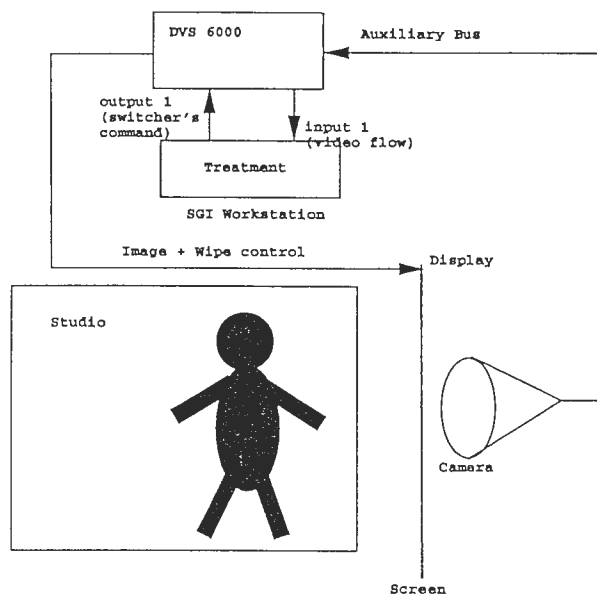 DVS 6000
Auxiliary Bus
output 1
(switcher's
command)
input 1
(video flow)
Treatment
SGI Workstation
Image + Wipe control
Display
Studio
Camera
Screen